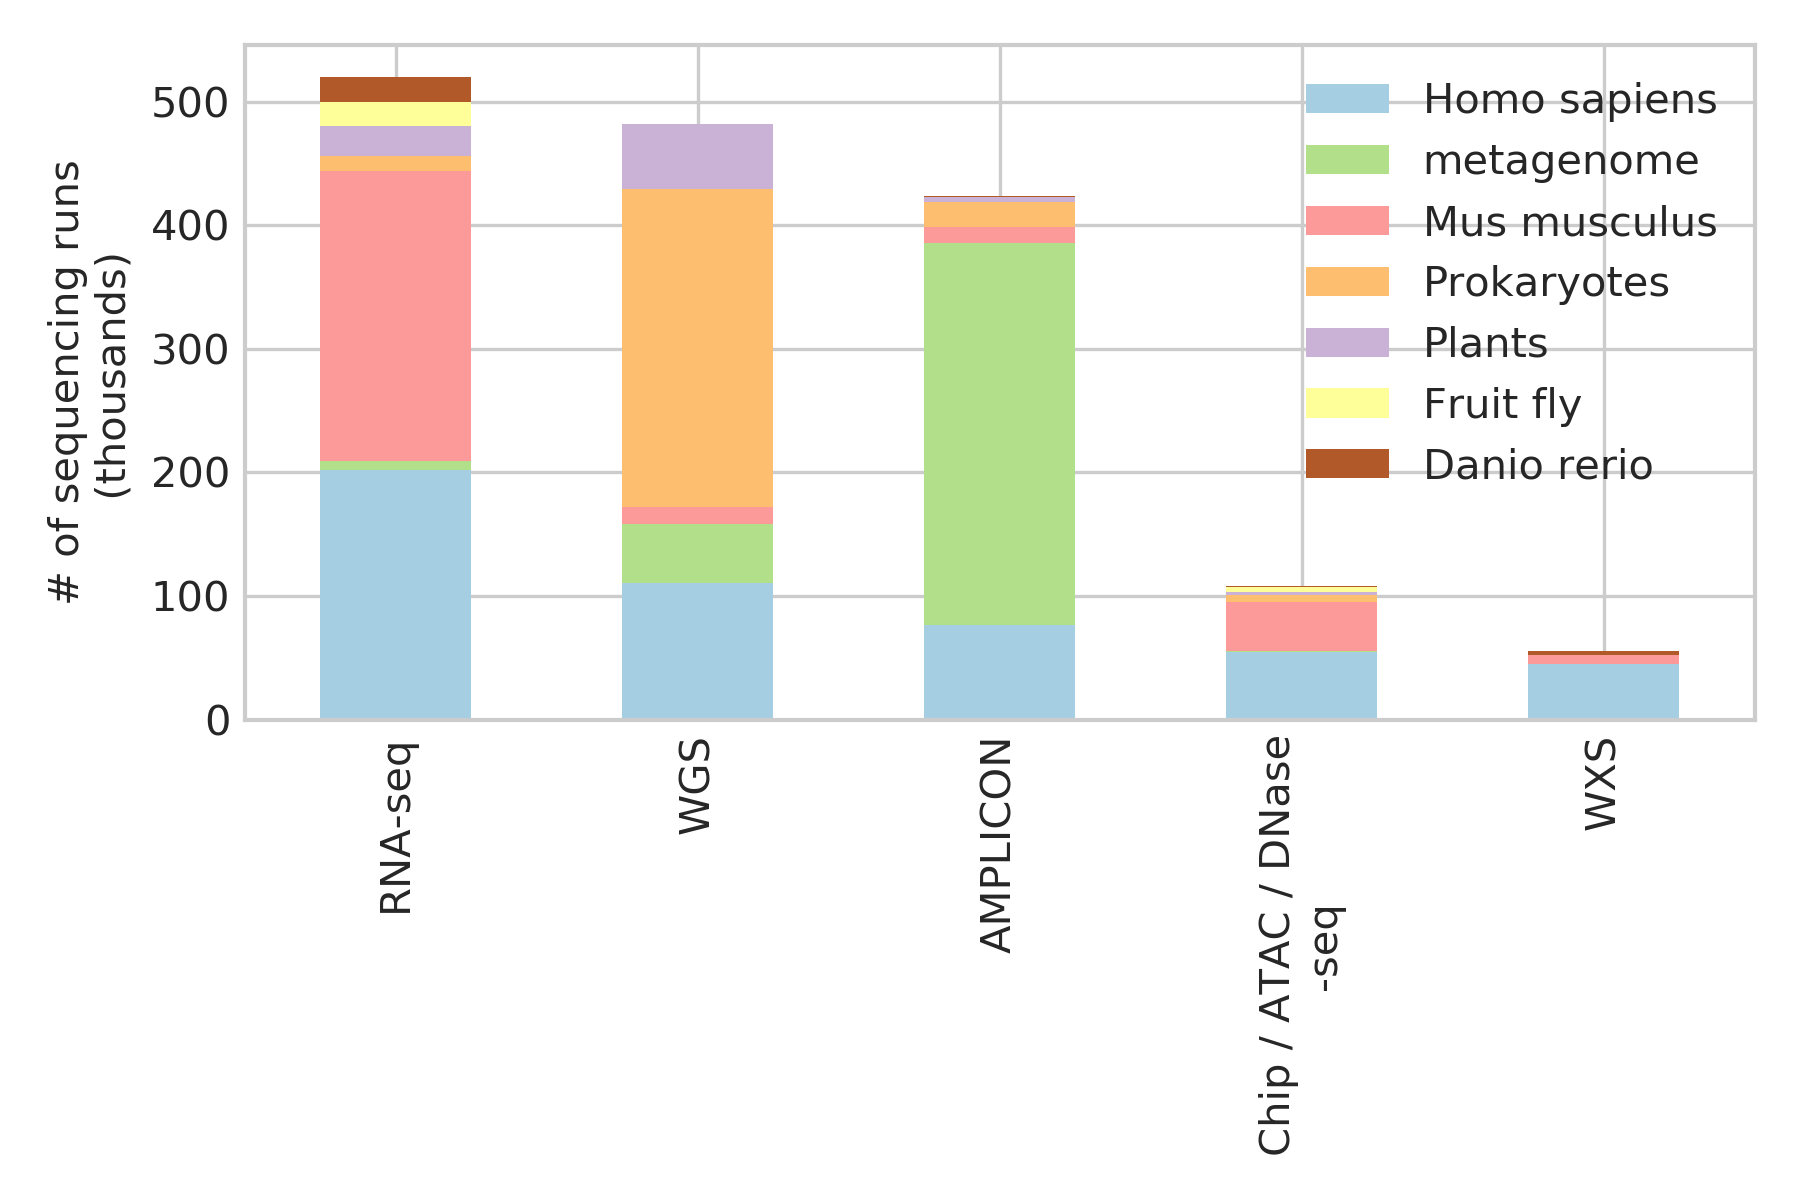 # of sequencing runs
(thousands)
500
400
300
200
100
0
Homo sapiens
metagenome
Mus musculus
Prokaryotes
Plants
Fruit fly
Danio rerio
RNA-seq
WGS
AMPLICON
Chip / ATAC / DNase
-seq
WXS